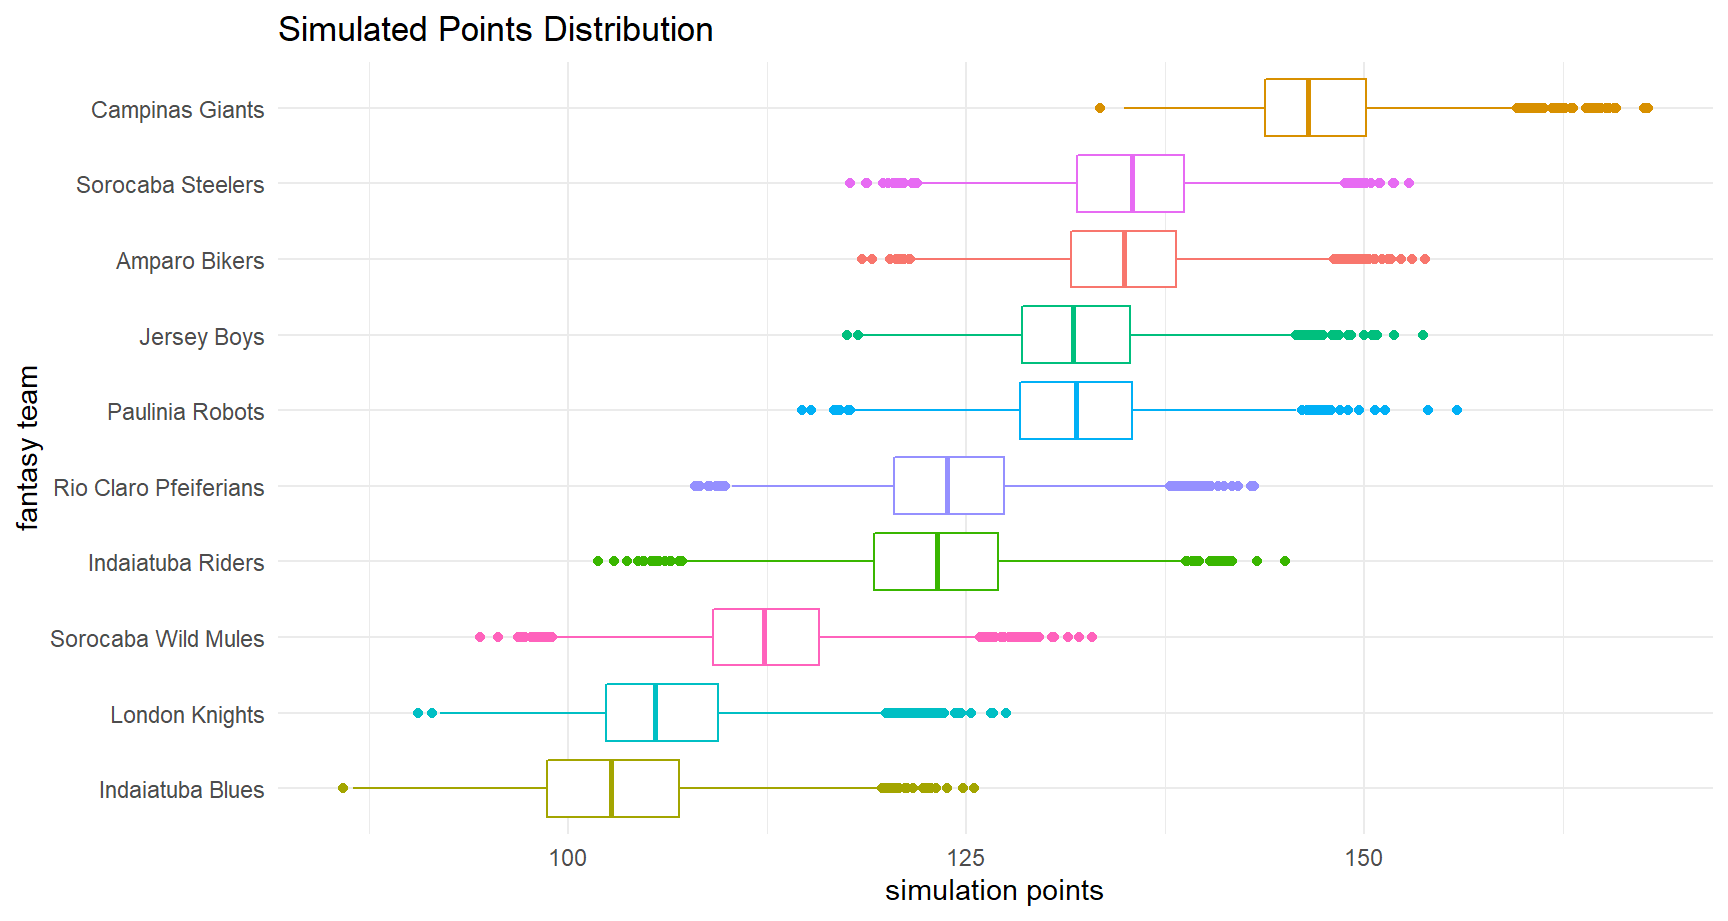 Simulated Points Distribution
Campinas Giants
Sorocaba Steelers
Amparo Bikers
Jersey Boys
Paulinia Robots
Rio Claro Pfeiferians
Indaiatuba Riders
Sorocaba Wild Mules
London Knights
Indaiatuba Blues
fantasy team
100 125 150
simulation points